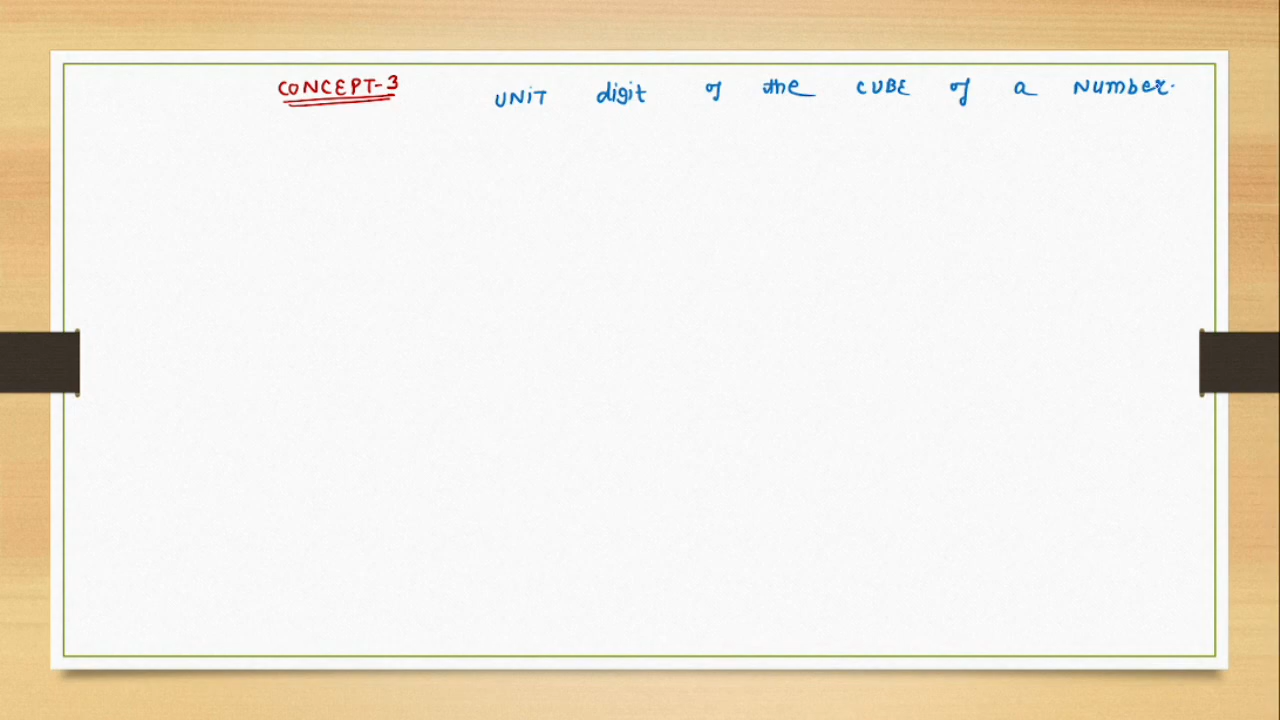 CONCEPT-3 UNIT digit of the CUBE of a Number.